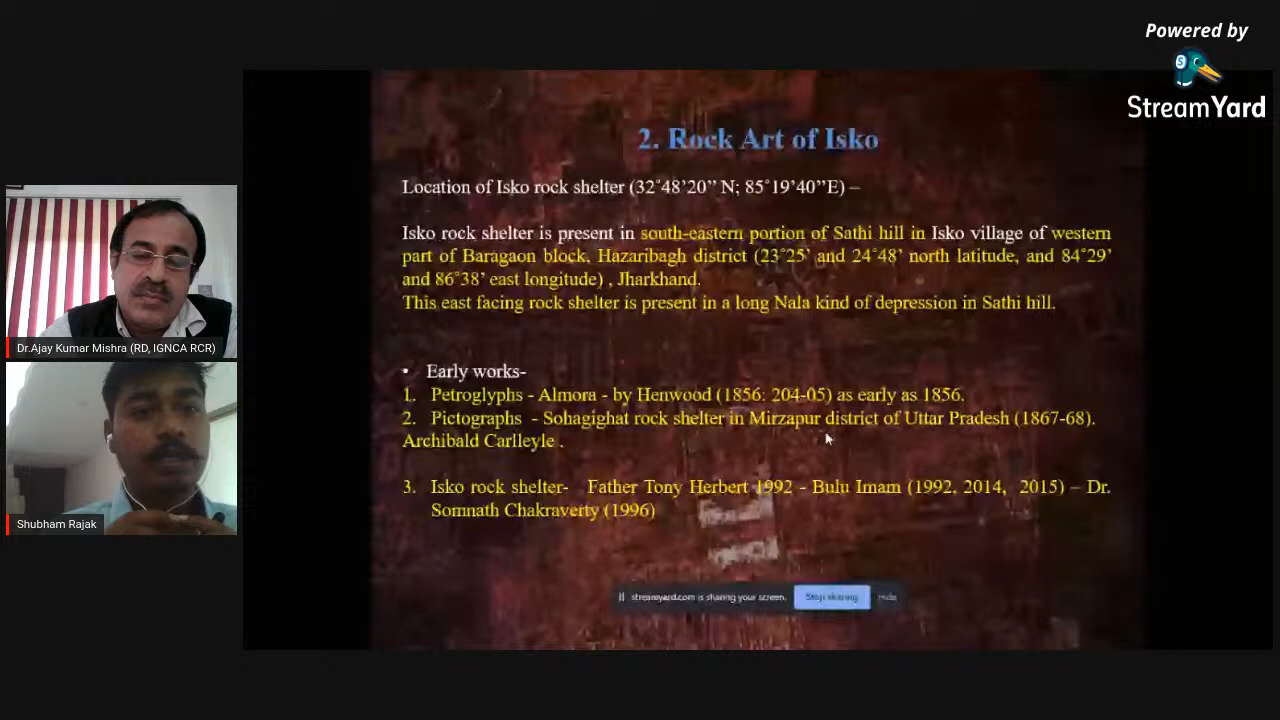 Powered by
StreamYard
2. Rock Art of Isko
Location of Isko rock shelter (32˚48’20” N; 85˚19’40”E) –
Isko rock shelter is present in south-eastern portion of Sathi hill in Isko village of western
part of Baragaon block, Hazaribagh district (23˚25’ and 24˚48’ north latitude, and 84˚29’
and 86˚38’ east longitude) , Jharkhand.
This east facing rock shelter is present in a long Nala kind of depression in Sathi hill.
• Early works-
1. Petroglyphs - Almora - by Henwood (1856: 204-05) as early as 1856.
2. Pictographs - Sohagighat rock shelter in Mirzapur district of Uttar Pradesh (1867-68).
Archibald Carlleyle .
3. Isko rock shelter- Father Tony Herbert 1992 - Bulu Imam (1992, 2014, 2015) – Dr.
Somnath Chakraverty (1996)
streamyard.com is sharing your screen. Stop sharing Hide
Dr.Ajay Kumar Mishra (RD, IGNCA RCR)
Shubham Rajak